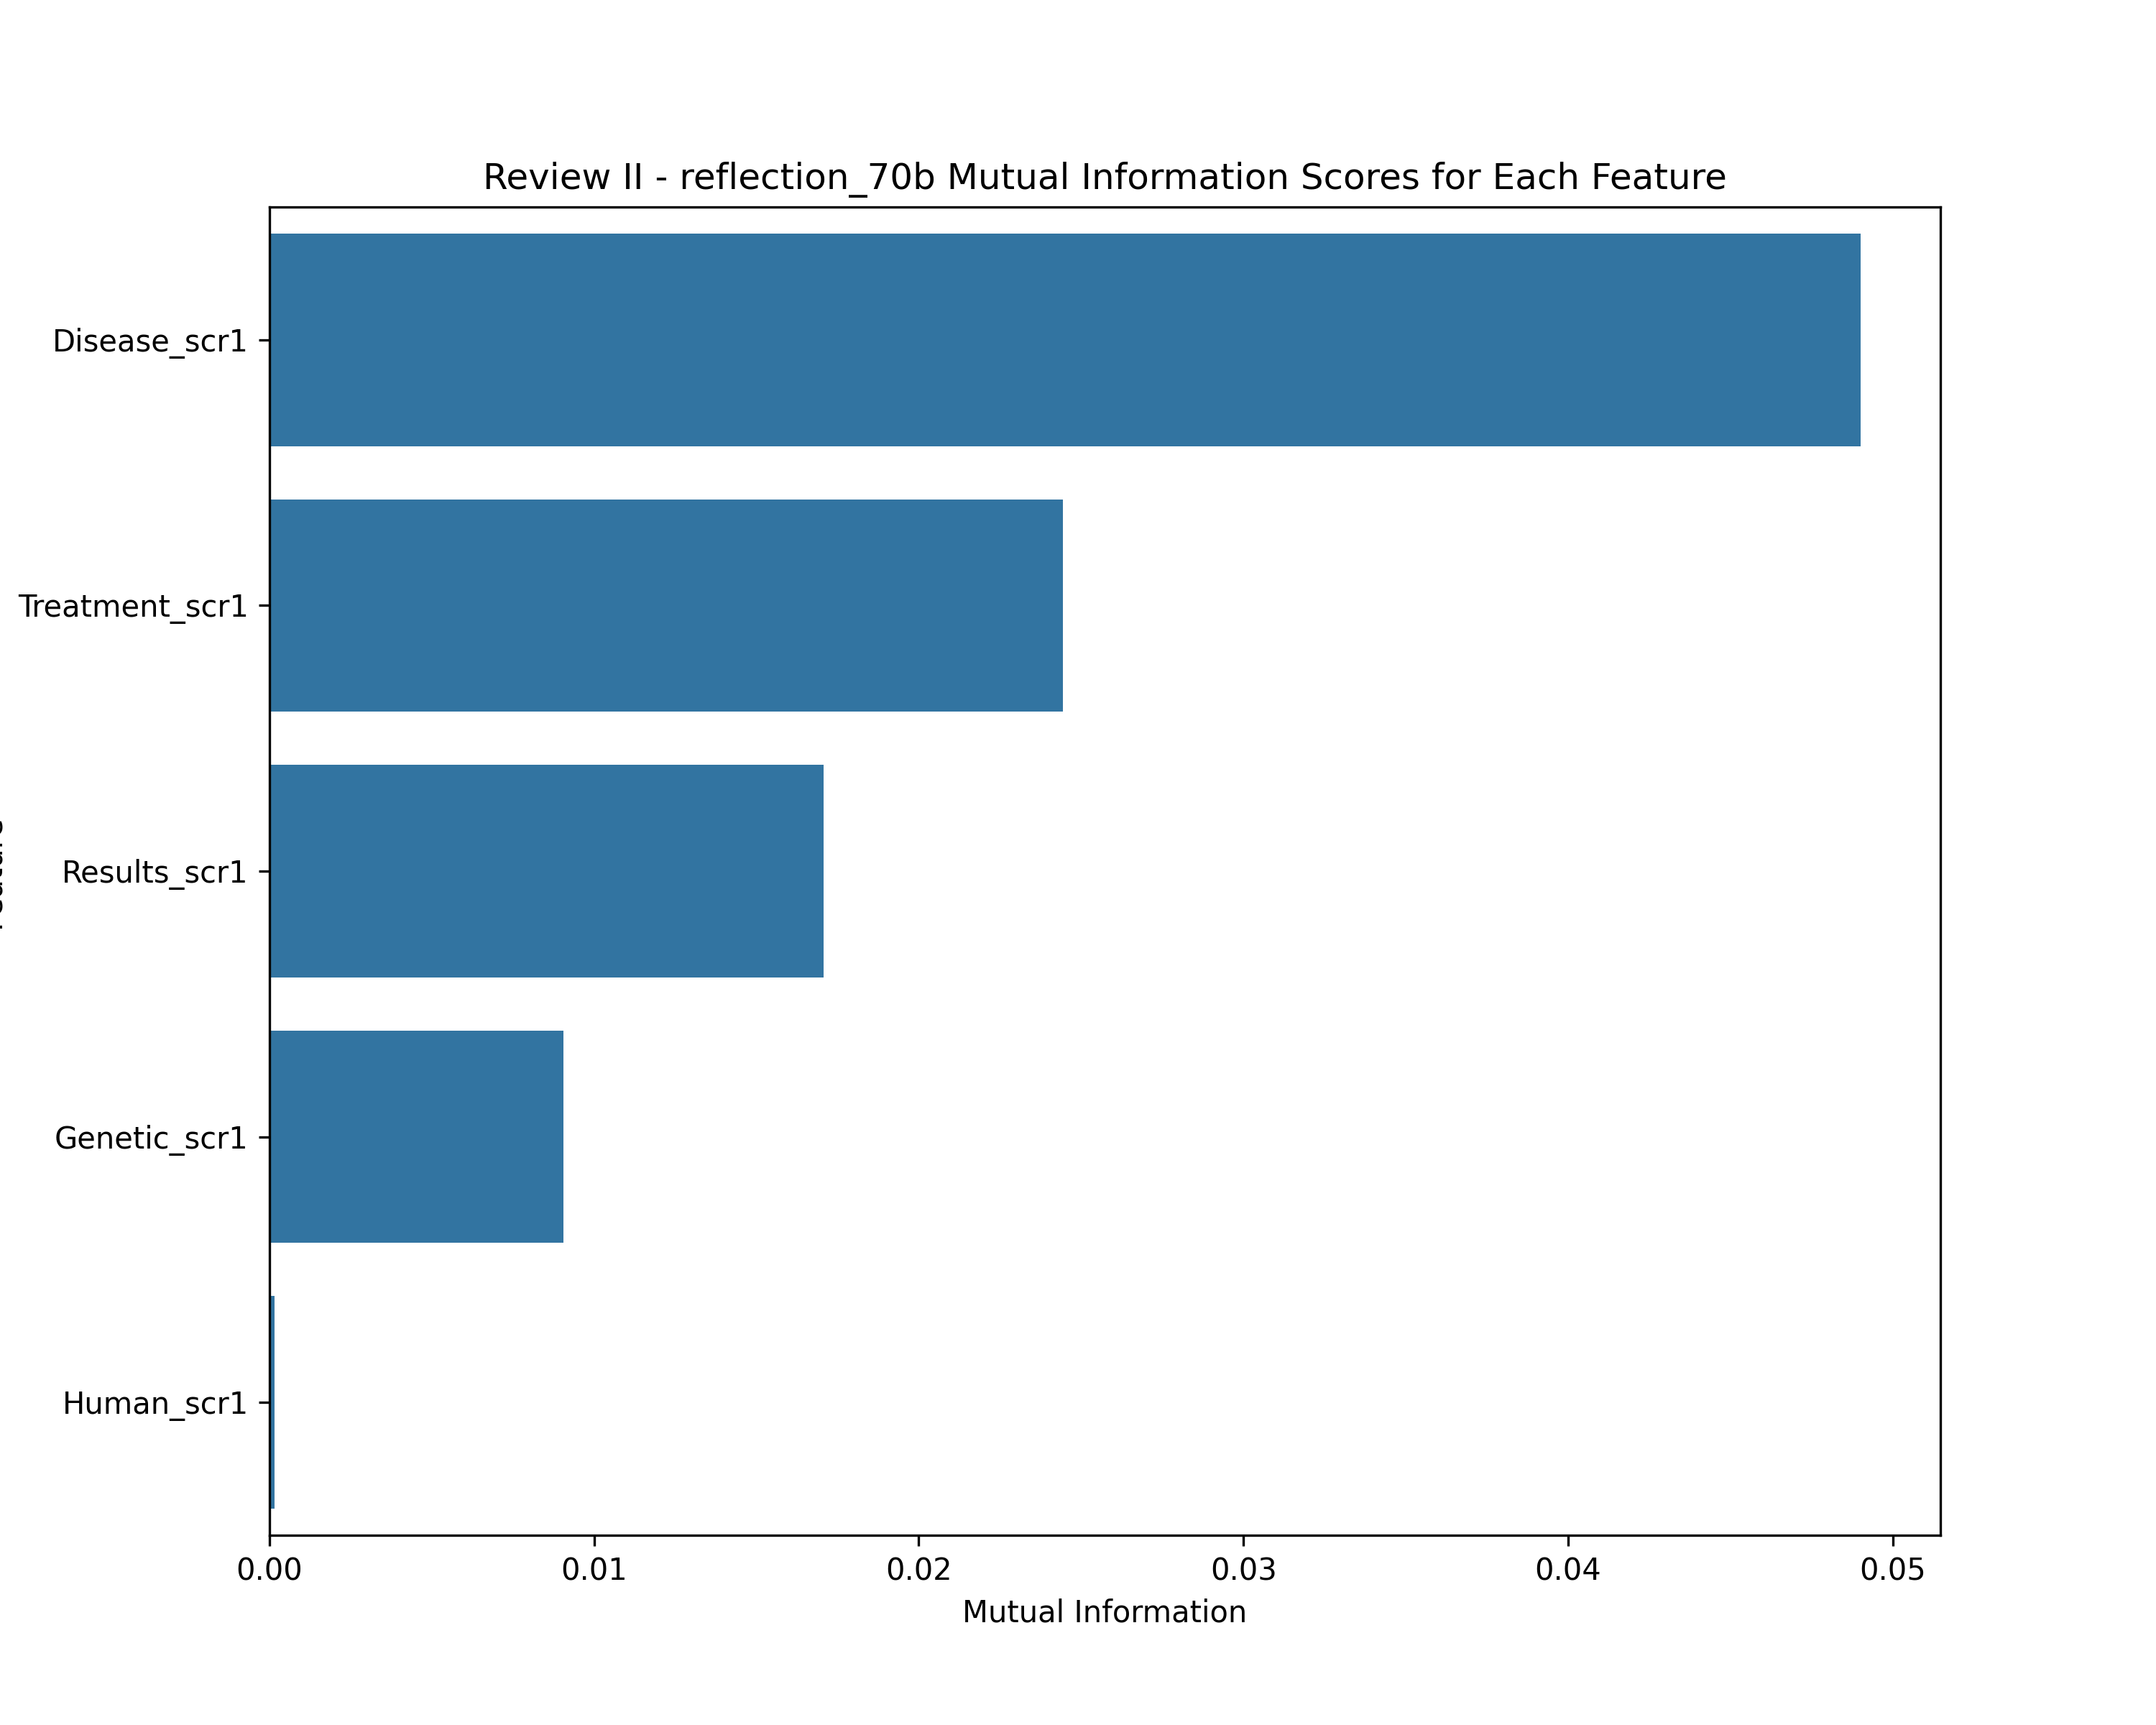 Review II - reflection_70b Mutual Information Scores for Each Feature
Disease_scr1
Treatment_scr1
Results_scr1
Genetic_scr1
Human_scr1
0.00 0.01 0.02 0.03 0.04 0.05
Mutual Information